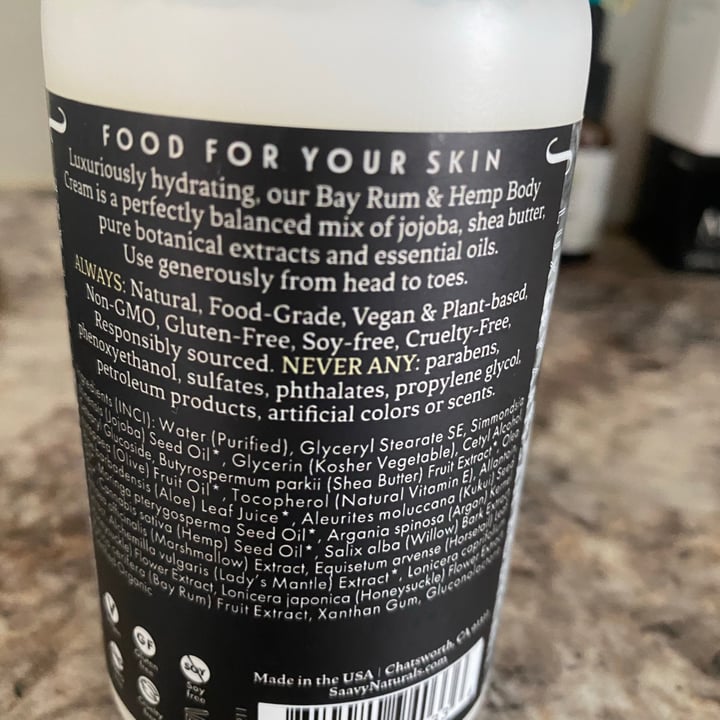 FOOD FOR YOUR SKIN
Luxuriously hydrating, our Bay Rum & Hemp Body
Cream is a perfectly balanced mix of jojoba, shea butter,
pure botanical extracts and essential oils.
Use generously from head to toes.
ALWAYS: Natural, Food-Grade, Vegan & Plant-based,
Non-GMO, Gluten-Free, Soy-free, Cruelty-Free,
Responsibly sourced. NEVER ANY: parabens,
phenoxyethanol, sulfates, phthalates, propylene glycol,
petroleum products, artificial colors or scents.
(INCI): Water (Purified), Glyceryl Stearate SE, Simmondsia
(Jojoba) Seed Oil*, Glycerin (Kosher Vegetable), Cetyl Alcohol,
Glucoside, Butyrospermum parkii (Shea Butter) Fruit Extract*, Olea
(Olive) Fruit Oil*, Tocopherol (Natural Vitamin E),
(Aloe) Leaf Juice*, Aleurites moluccana (Kukui) Seed
pterygosperma Seed Oil*, Argania spinosa (Argan) Kernel
sativa (Hemp) Seed Oil*, Salix alba (Willow) Bark
(Marshmallow) Extract, Equisetum arvense (Horsetail)
vulgaris (Lady's Mantle) Extract*, Lonicera
Flower Extract, Lonicera japonica (Honeysuckle) Flower
(Bay Rum) Fruit Extract, Xanthan Gum,
Organic
V
GF
Gluten
SOY
Soy
free
Made in the USA | Chatsworth, CA
SaavyNaturals.com